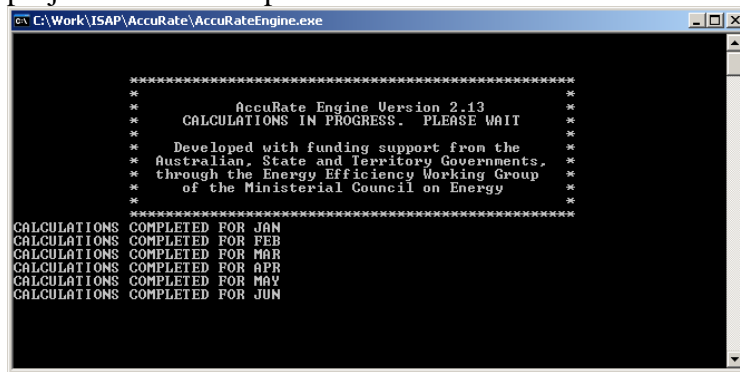 C:\Work\ISAP\AccuRate\AccuRateEngine.exe
*****************************************************
* *
* AccuRate Engine Version 2.13 *
* CALCULATIONS IN PROGRESS. PLEASE WAIT *
* *
* Developed with funding support from the *
* Australian, State and Territory Governments, *
* through the Energy Efficiency Working Group *
* of the Ministerial Council on Energy *
* *
*****************************************************
CALCULATIONS COMPLETED FOR JAN
CALCULATIONS COMPLETED FOR FEB
CALCULATIONS COMPLETED FOR MAR
CALCULATIONS COMPLETED FOR APR
CALCULATIONS COMPLETED FOR MAY
CALCULATIONS COMPLETED FOR JUN